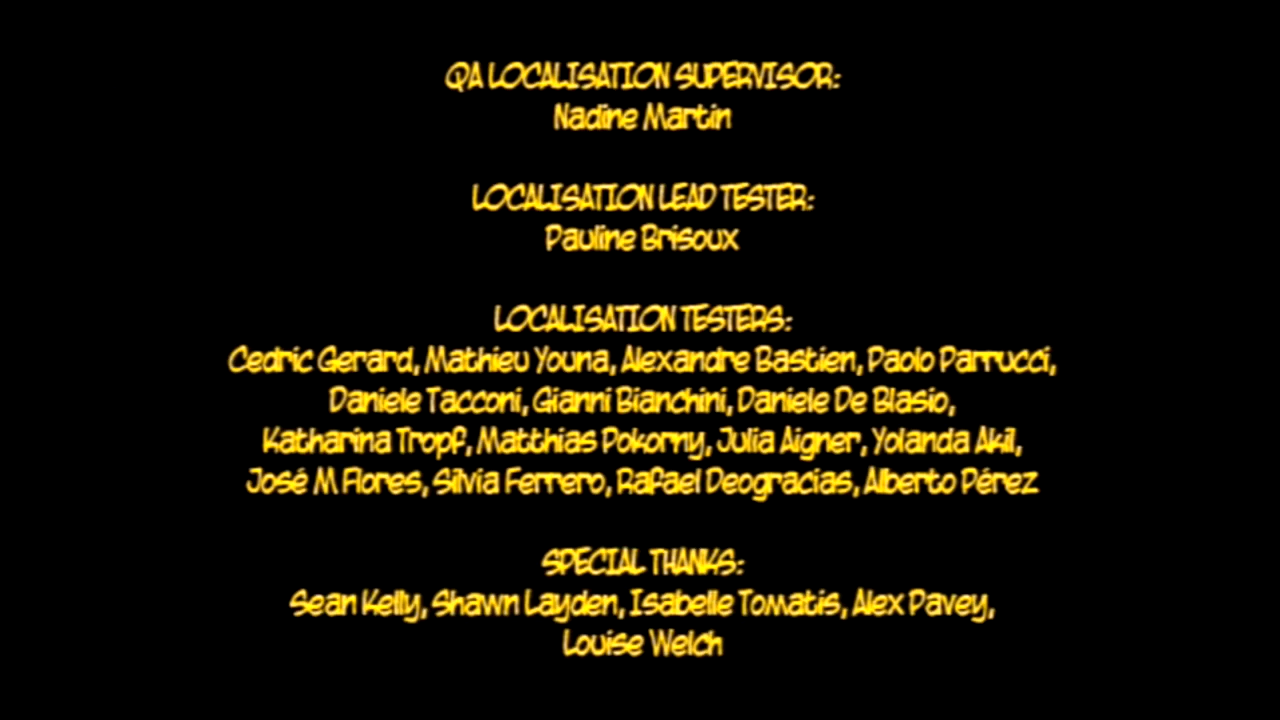 QA LOCALISATION SUPERVISOR:
Nadine Martin
LOCALISATION LEAD TESTER:
Pauline Brisoux
LOCALISATION TESTERS:
Cedric Gerard, Mathieu Youna, Alexandre Bastien, Paolo Parrucci,
Daniele Tacconi, Gianni Bianchini, Daniele De Blasio,
Katharina Tropf, Matthias Pokorny, Julia Aigner, Yolanda Akil,
José M Flores, Silvia Ferrero, Rafael Deogracias, Alberto Pérez
SPECIAL THANKS:
Sean Kelly, Shawn Layden, Isabelle Tomatis, Alex Pavey,
Louise Welch